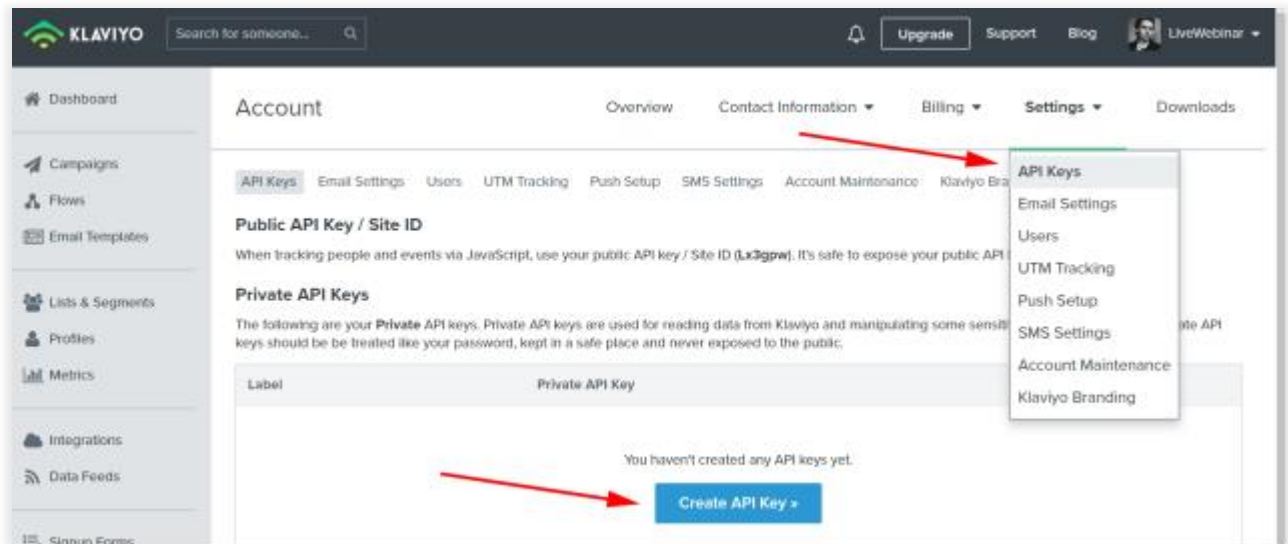 KLAVIYO
Search for someone...
Upgrade
Support
Blog
LiveWebinar
Dashboard
Campaigns
Flows
Email Templates
Lists & Segments
Profiles
Metrics
Integrations
Data Feeds
Signup Forms
Account
Overview
Contact Information
Billing
Settings
Downloads
API Keys
Email Settings
Users
UTM Tracking
Push Setup
SMS Settings
Account Maintenance
Klaviyo Bra
API Keys
Email Settings
Users
UTM Tracking
Push Setup
SMS Settings
Account Maintenance
Klaviyo Branding
Public API Key / Site ID
When tracking people and events via JavaScript, use your public API key / Site ID (Lx3gpw). It's safe to expose your public API
Private API Keys
The following are your Private API keys. Private API keys are used for reading data from Klaviyo and manipulating some sensiti ate API
keys should be be treated like your password, kept in a safe place and never exposed to the public.
Label
Private API Key
You haven't created any API keys yet.
Create API Key »